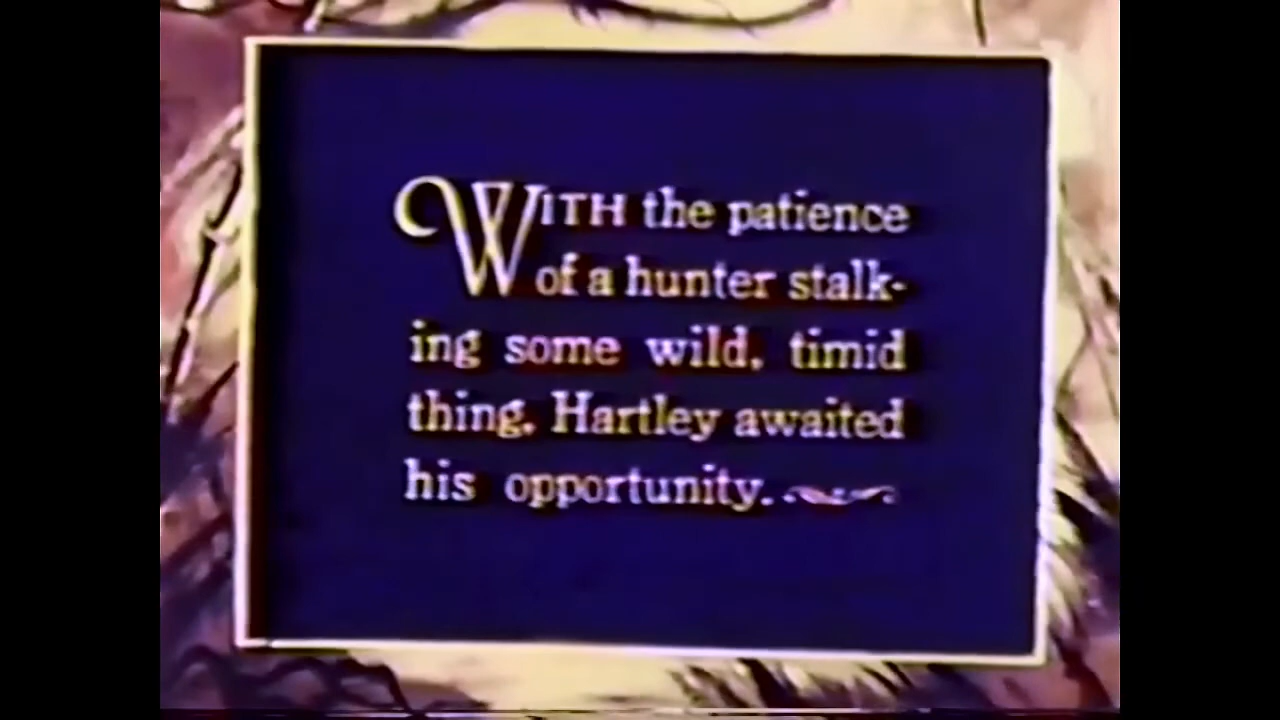 WITH the patience
of a hunter stalk-
ing some wild, timid
thing, Hartley awaited
his opportunity.